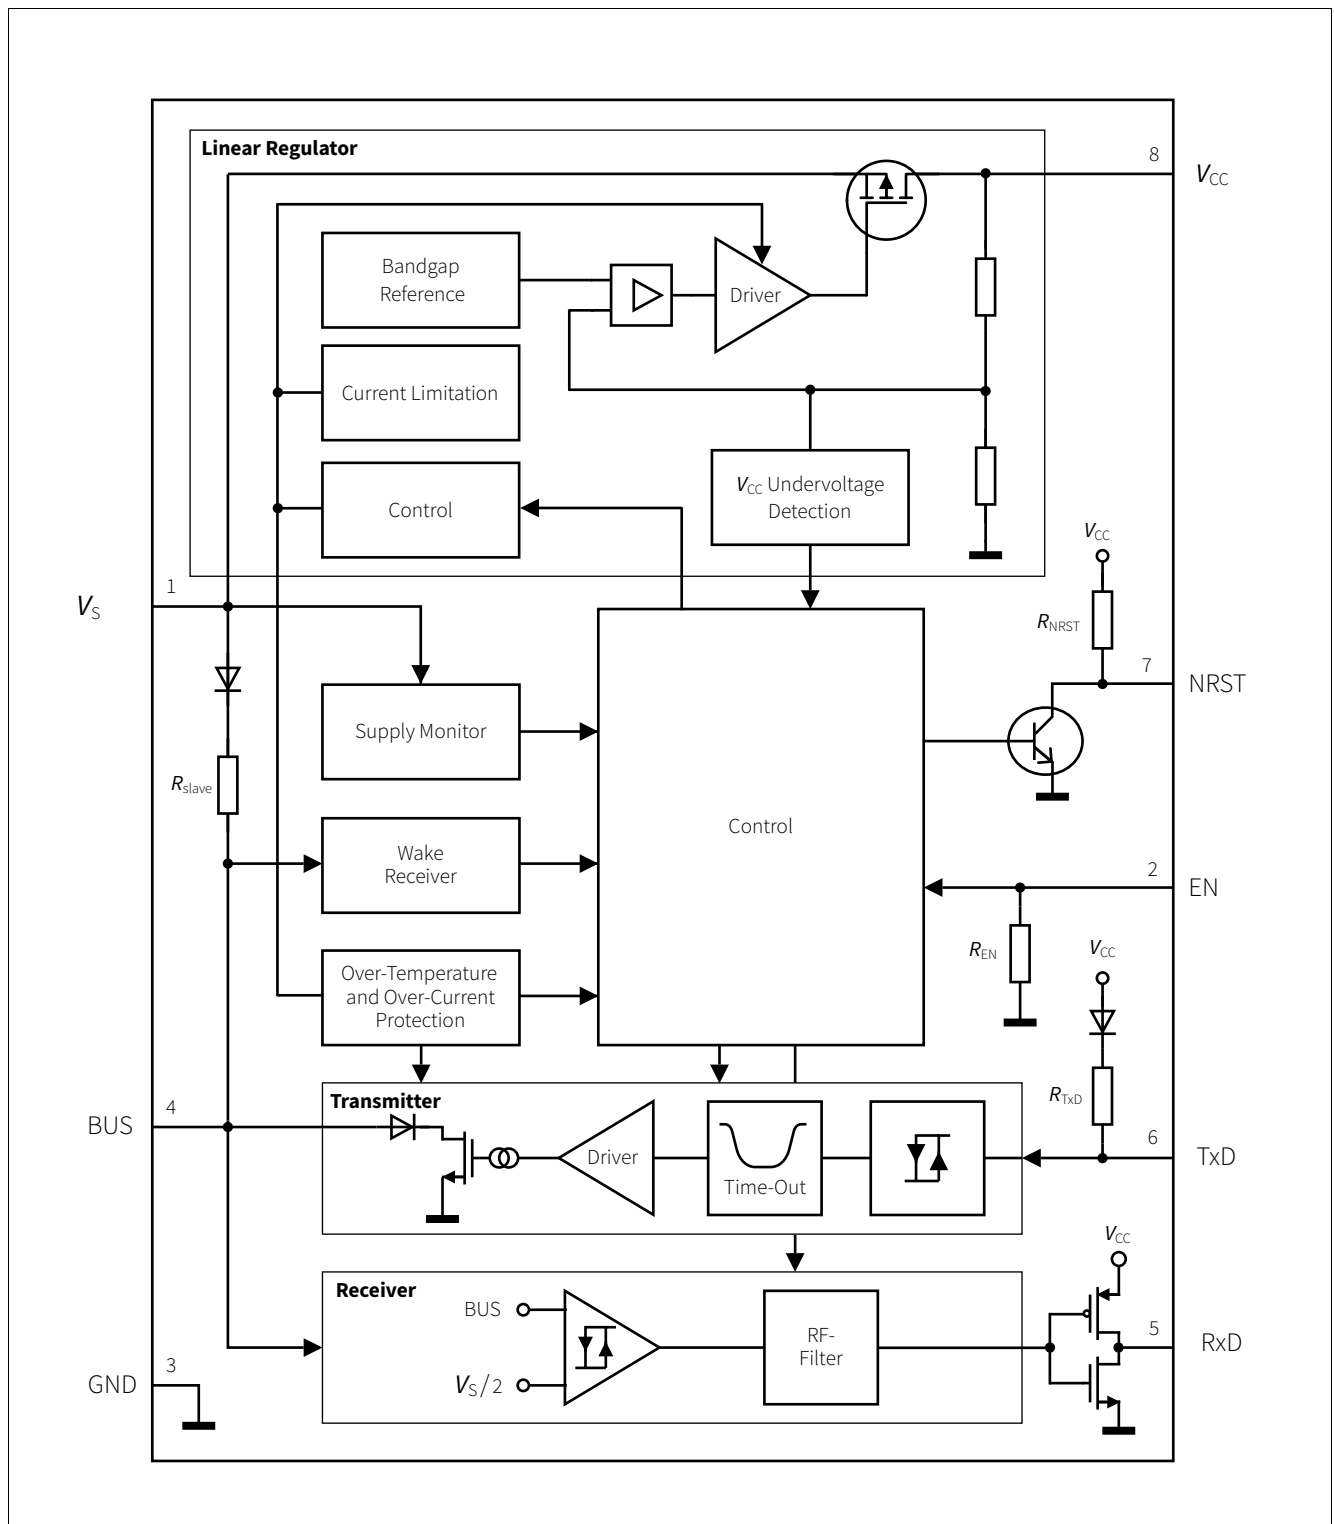 Linear Regulator
8
VCC
Bandgap
Reference
Driver
Current Limitation
VCC Undervoltage
Detection
Control
VCC
1
VS
RNRST
7
NRST
Supply Monitor
Rslave
Control
Wake
Receiver
2
EN
REN
VCC
Over-Temperature
and Over-Current
Protection
RTxD
Transmitter
4
BUS
6
TxD
Driver
Time-Out
VCC
Receiver
BUS
RF-
Filter
5
RxD
3
GND
VS/2